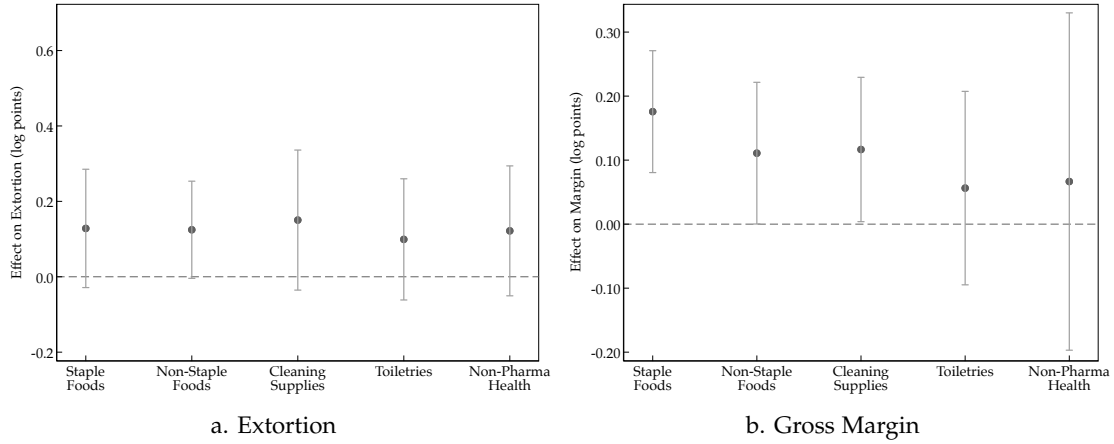 Effect on Extortion (log points)
0.6
0.4
0.2
0.0
-0.2
Staple
Foods
Non-Staple
Foods
Cleaning
Supplies
Toiletries
Non-Pharma
Health
a. Extortion
Effect on Margin (log points)
0.30
0.20
0.10
0.00
-0.10
-0.20
Staple
Foods
Non-Staple
Foods
Cleaning
Supplies
Toiletries
Non-Pharma
Health
b. Gross Margin